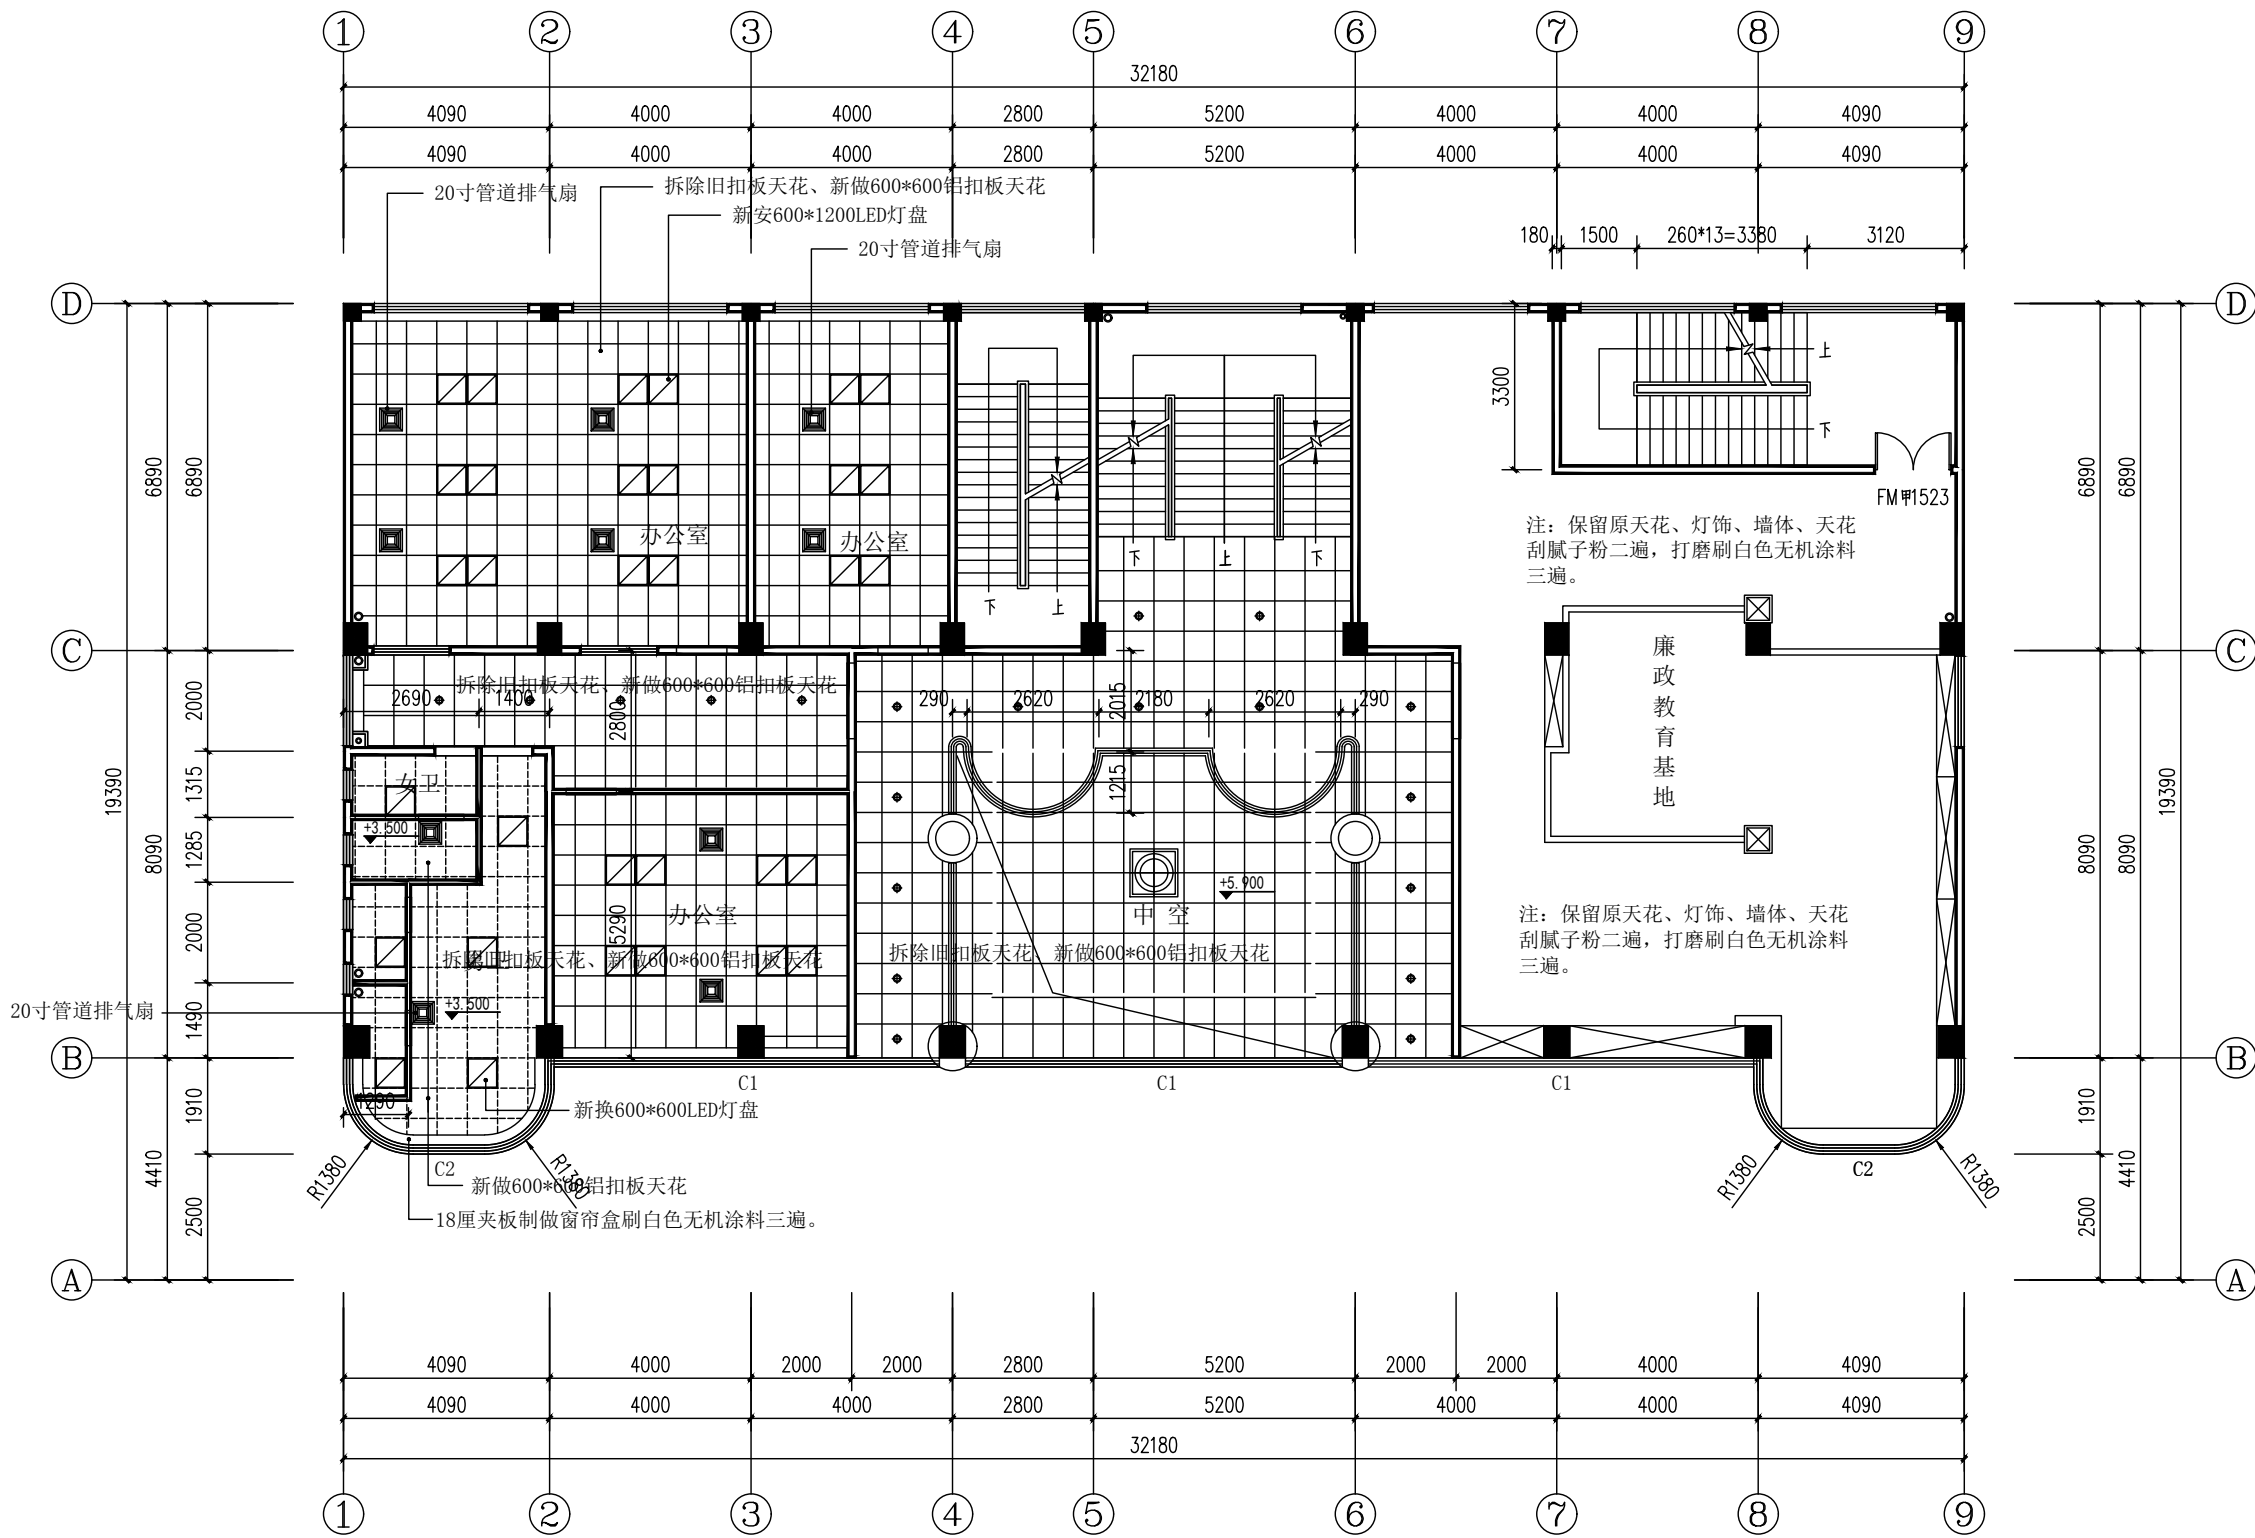 1 2 3 4 5 6 7 8 9
32180
4090 4000 4000 2800 5200 4000 4000 4090
4090 4000 4000 2800 5200 4000 4000 4090
20寸管道排气扇
拆除旧扣板天花、新做600*600铝扣板天花
新安600*1200LED灯盘
20寸管道排气扇
180 1500 260*13=3380 3120
D D
上
3300
下
6890 6890 6890 6890
FM甲1523
注：保留原天花、灯饰、墙体、天花
刮腻子粉二遍，打磨刷白色无机涂料
三遍。
办公室 办公室
下 上 下
下 上
C C
廉政教育基地
拆除旧扣板天花、新做600*600铝扣板天花
2690 1400
2800
290 2620 2180 2620 290
2015
1215
2000
1315
1285
2000
1490
19390 8090
8090 8090 19390
女卫
+3.500
+5.900
中空
办公室
5290
注：保留原天花、灯饰、墙体、天花
刮腻子粉二遍，打磨刷白色无机涂料
三遍。
拆除旧扣板天花、新做600*600铝扣板天花
拆除旧扣板天花、新做600*600铝扣板天花
20寸管道排气扇
+3.500
B B
C1 C1 C1
1290
新换600*600LED灯盘
1910 1910
4410 4410
2500 2500
R1380 R1380 R1380 R1380
C2 C2
新做600*600铝扣板天花
18厘夹板制做窗帘盒刷白色无机涂料三遍。
A A
4090 4000 2000 2000 2800 5200 2000 2000 4000 4090
4090 4000 4000 2800 5200 4000 4000 4090
32180
1 2 3 4 5 6 7 8 9